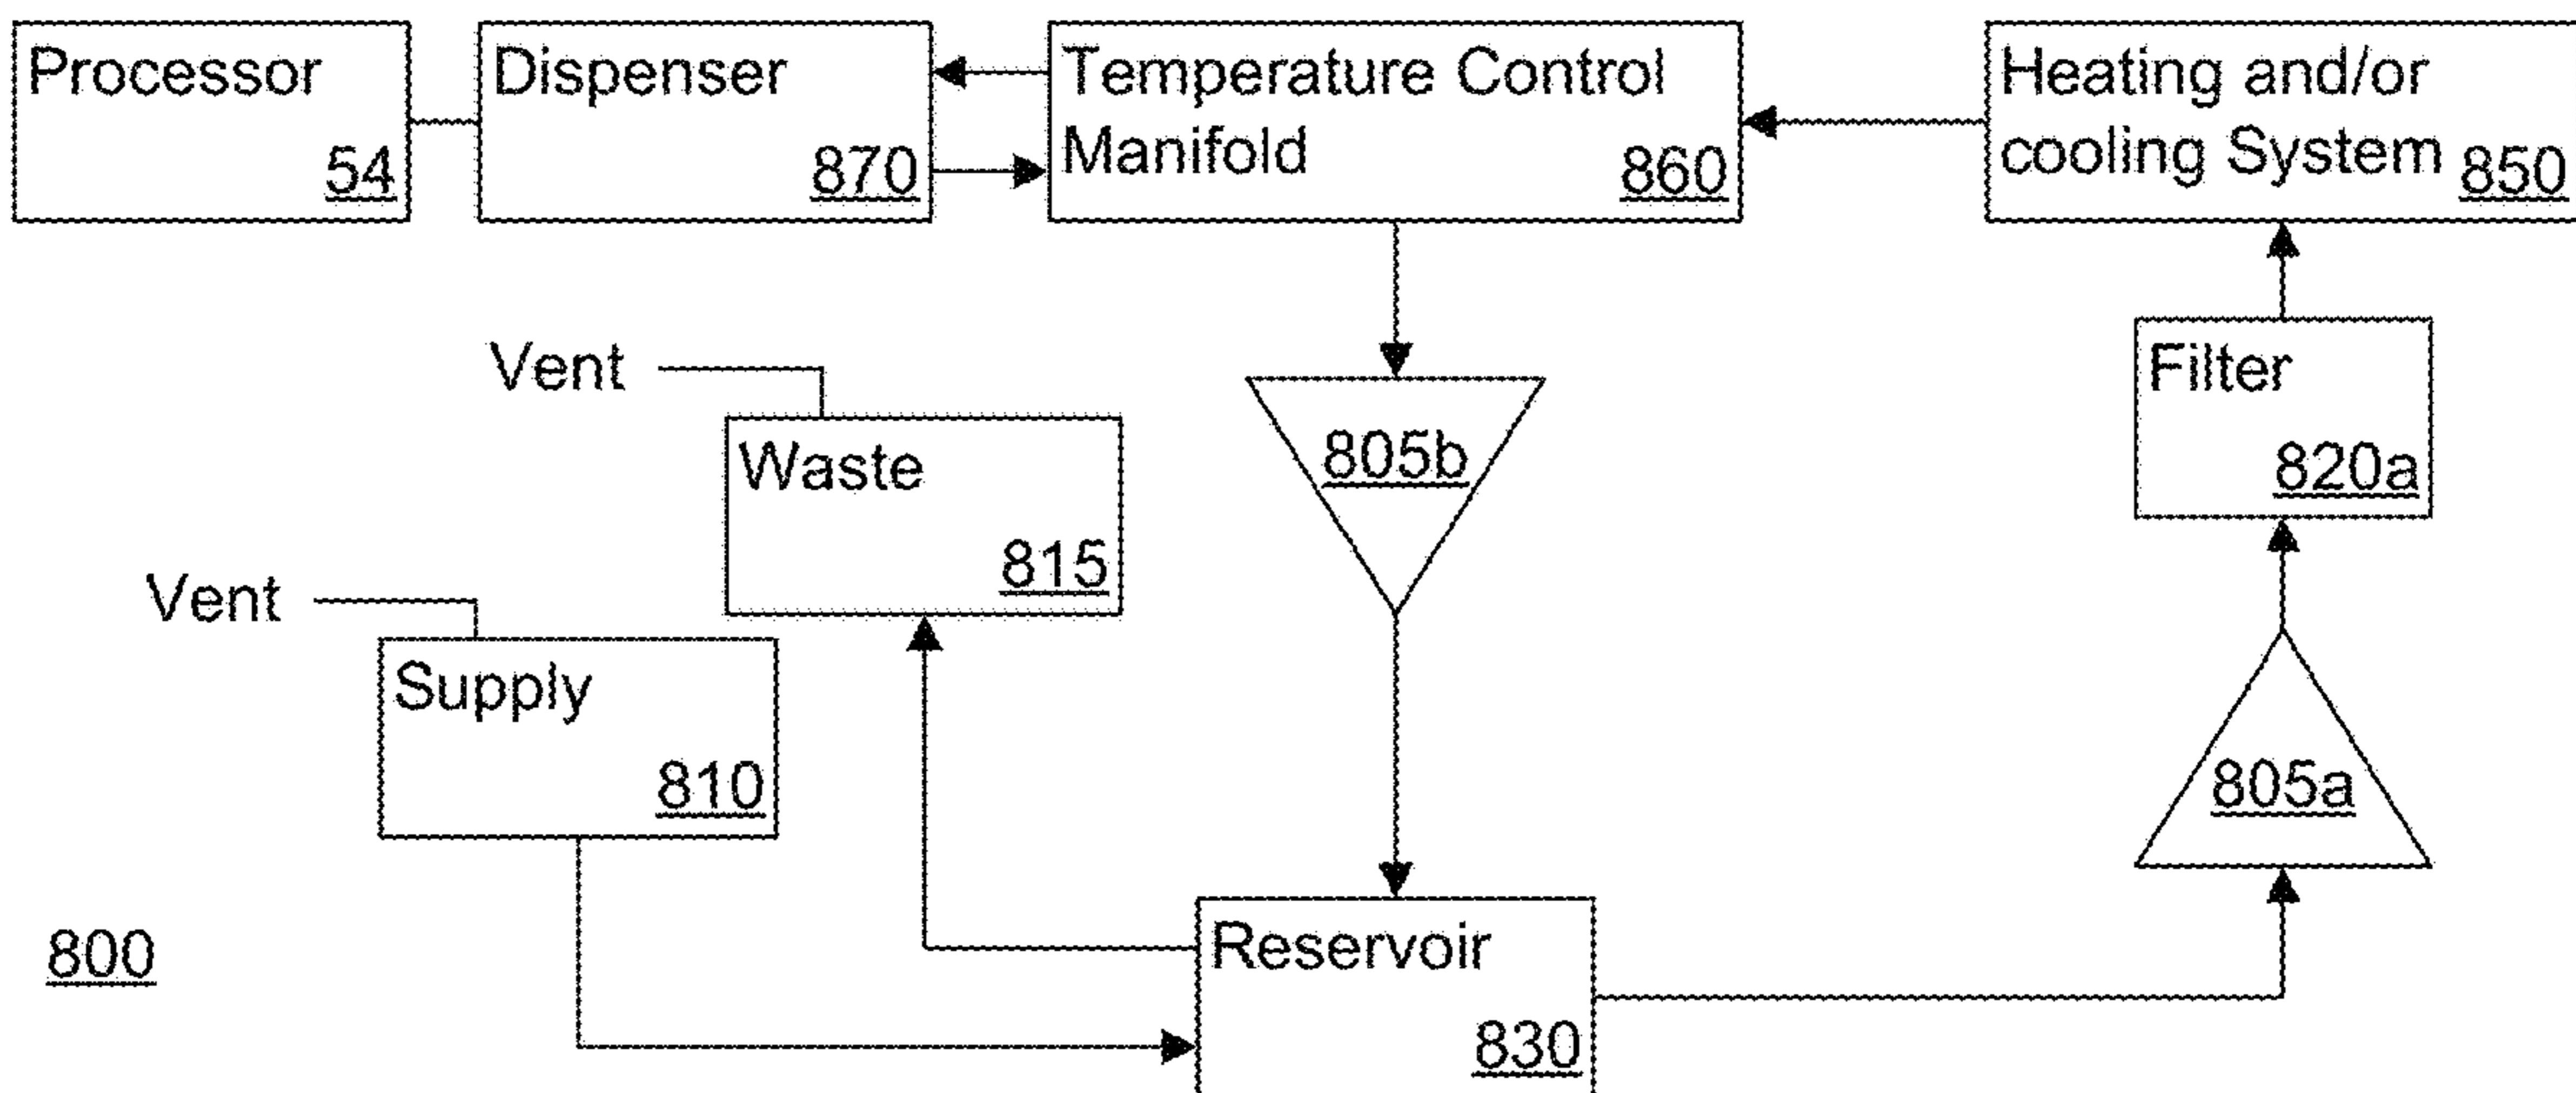 Processor
54
Dispenser
870
Temperature Control
Manifold
860
Heating and/or
cooling System
850
Vent
Waste
815
805b
Filter
820a
Vent
Supply
810
805a
800
Reservoir
830